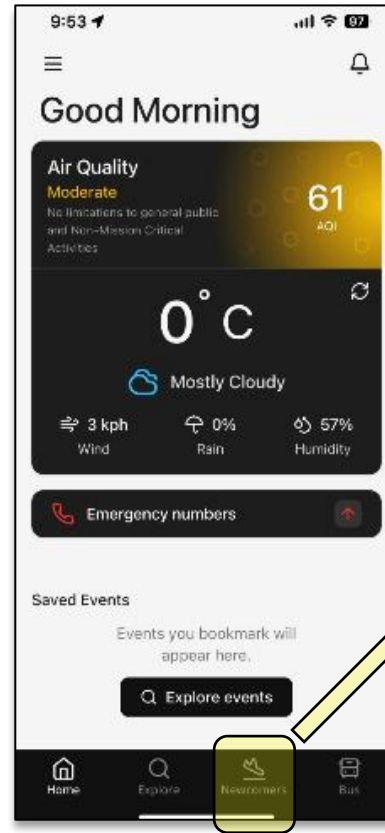 9:53
97
Good Morning
Air Quality
Moderate
No limitations to general public
and Non-Mission Critical
Activities
61
AQI
0° C
Mostly Cloudy
3 kph
0%
57%
Wind
Rain
Humidity
Emergency numbers
Saved Events
Events you bookmark will
appear here.
Explore events
Home
Explore
Newcomers
Bus